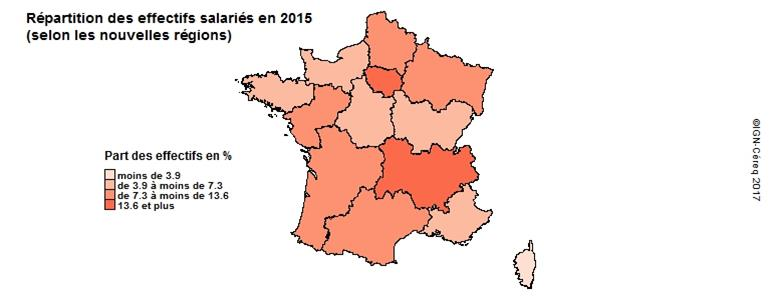 Répartition des effectifs salariés en 2015
(selon les nouvelles régions)
Part des effectifs en %
moins de 3.9
de 3.9 à moins de 7.3
de 7.3 à moins de 13.6
13.6 et plus
©IGN-Céreq 2017